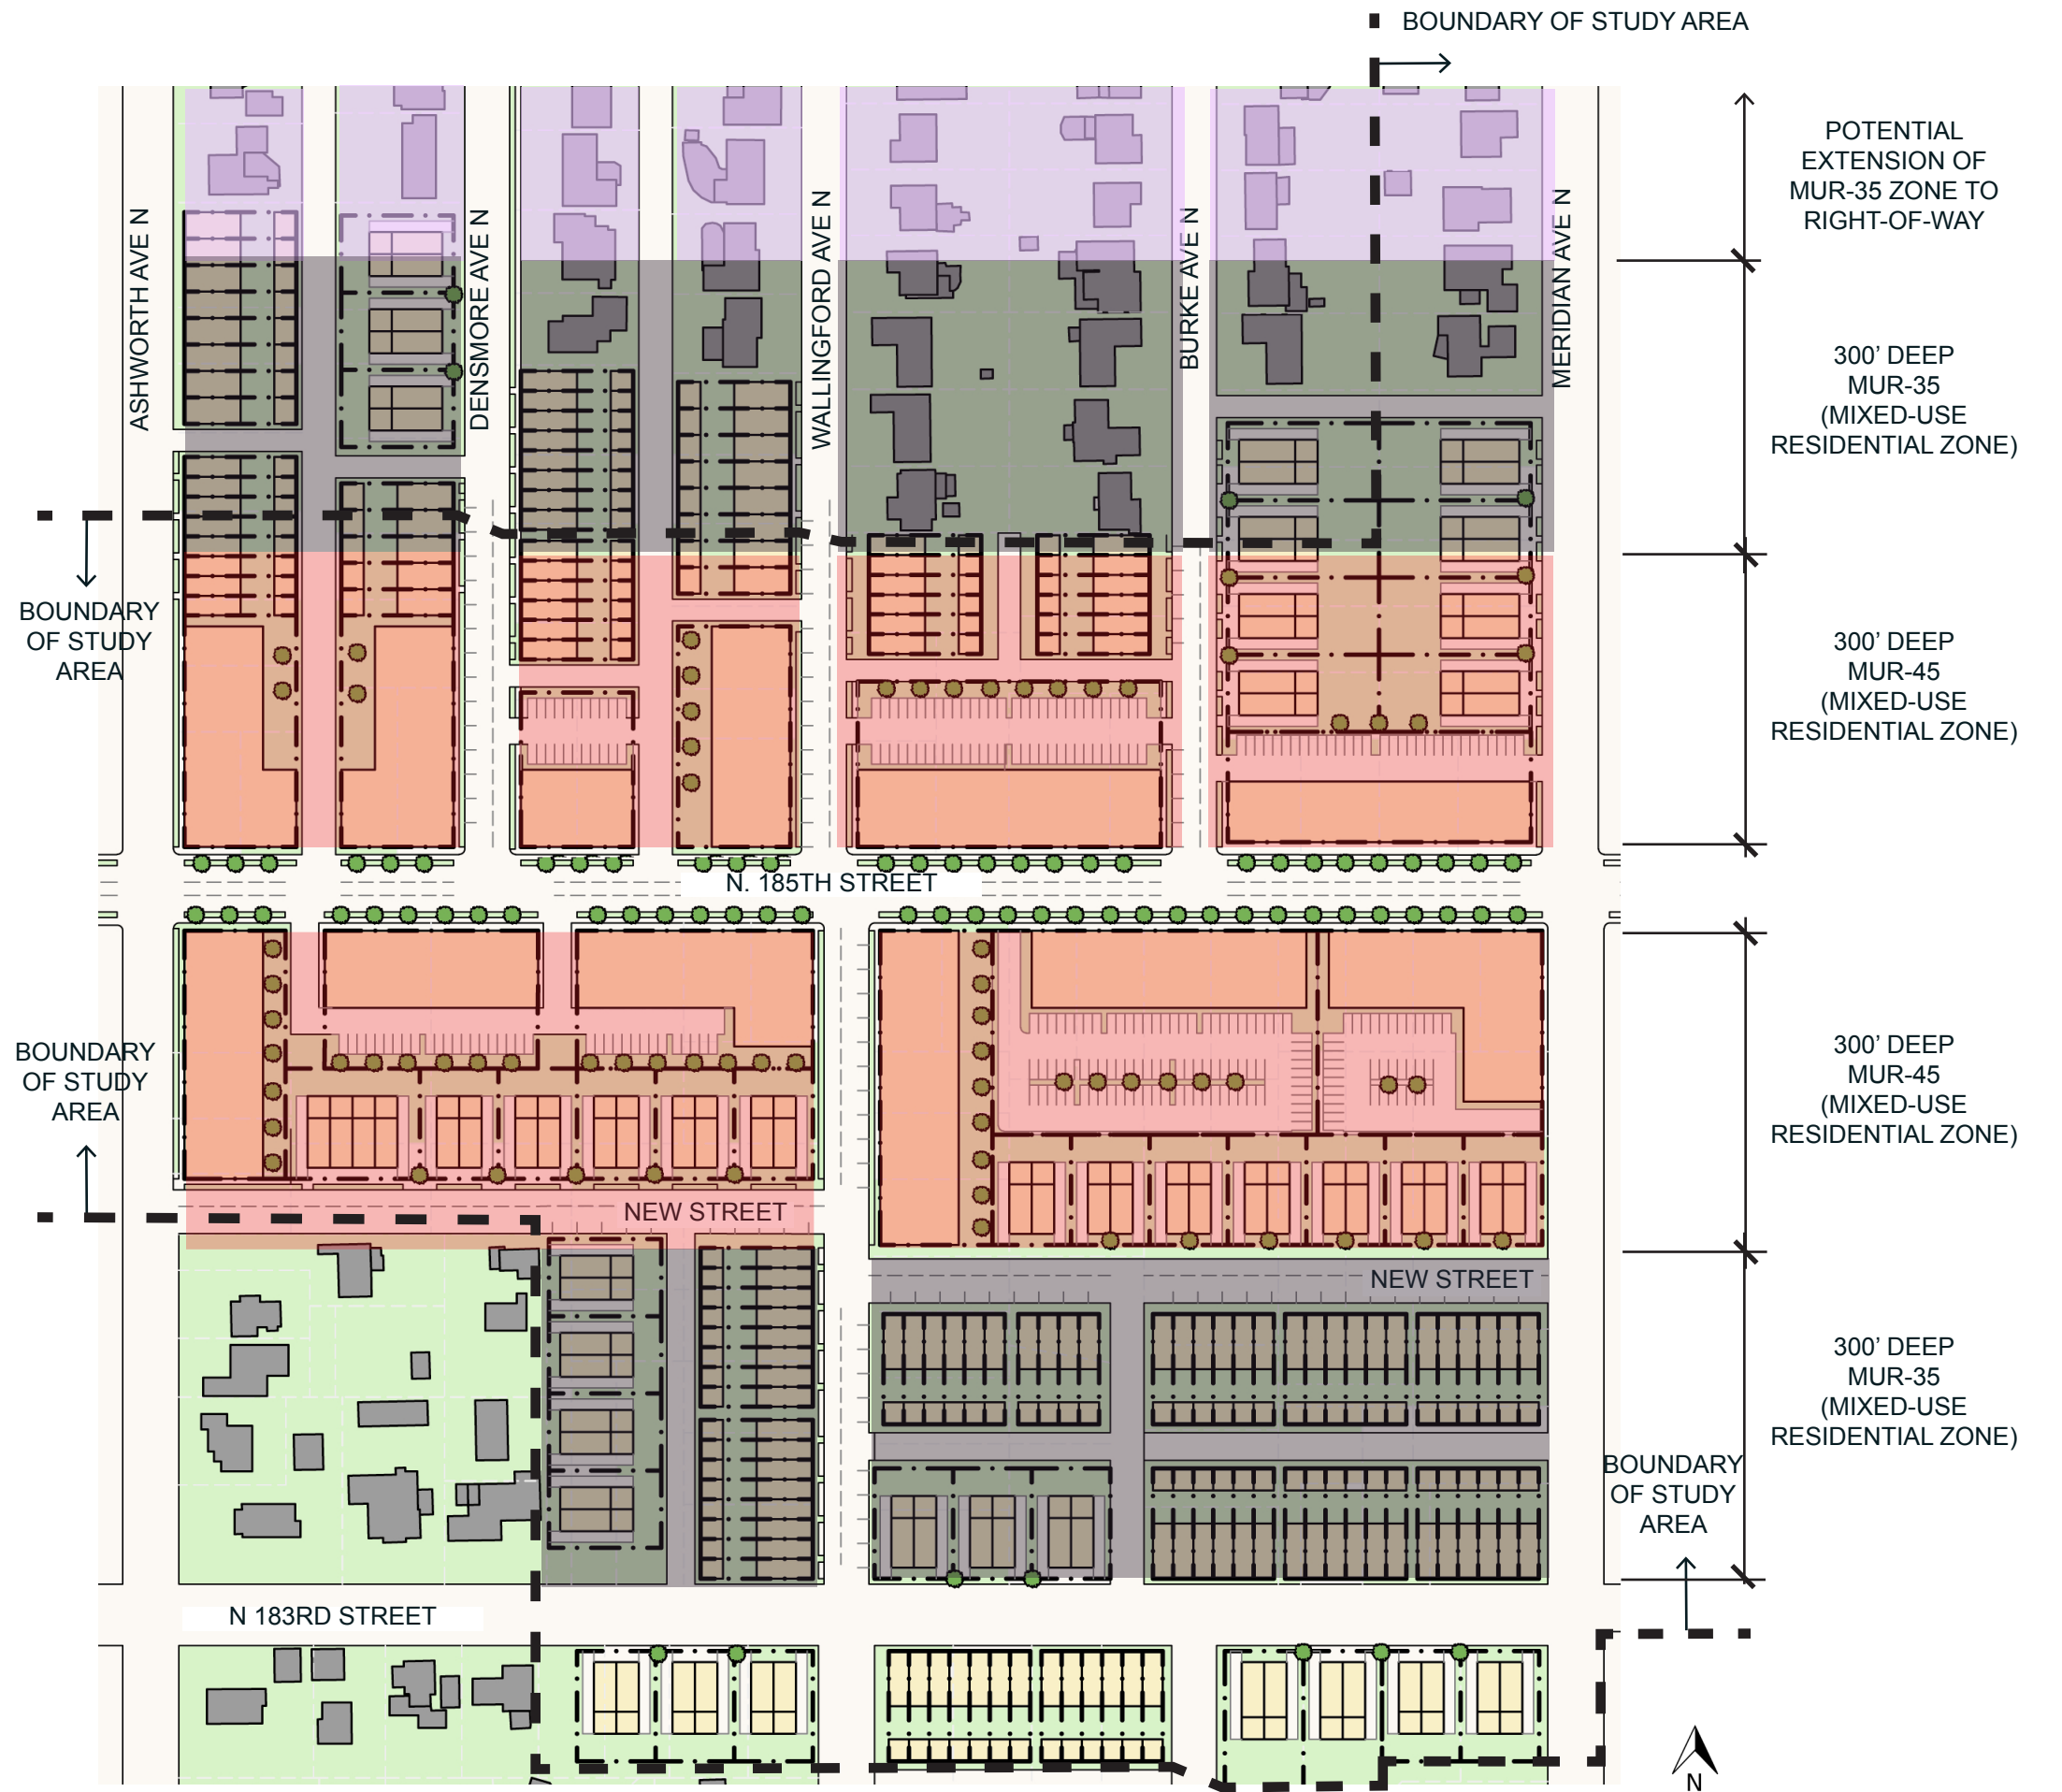 BOUNDARY OF STUDY AREA
POTENTIAL
EXTENSION OF
MUR-35 ZONE TO
RIGHT-OF-WAY
ASHWORTH AVE N
DENSMORE AVE N
WALLINGFORD AVE N
BURKE AVE N
MERIDIAN AVE N
300' DEEP
MUR-35
(MIXED-USE
RESIDENTIAL ZONE)
BOUNDARY
OF STUDY
AREA
300' DEEP
MUR-45
(MIXED-USE
RESIDENTIAL ZONE)
N. 185TH STREET
BOUNDARY
OF STUDY
AREA
300' DEEP
MUR-45
(MIXED-USE
RESIDENTIAL ZONE)
NEW STREET
NEW STREET
300' DEEP
MUR-35
(MIXED-USE
RESIDENTIAL ZONE)
BOUNDARY
OF STUDY
AREA
N 183RD STREET
N